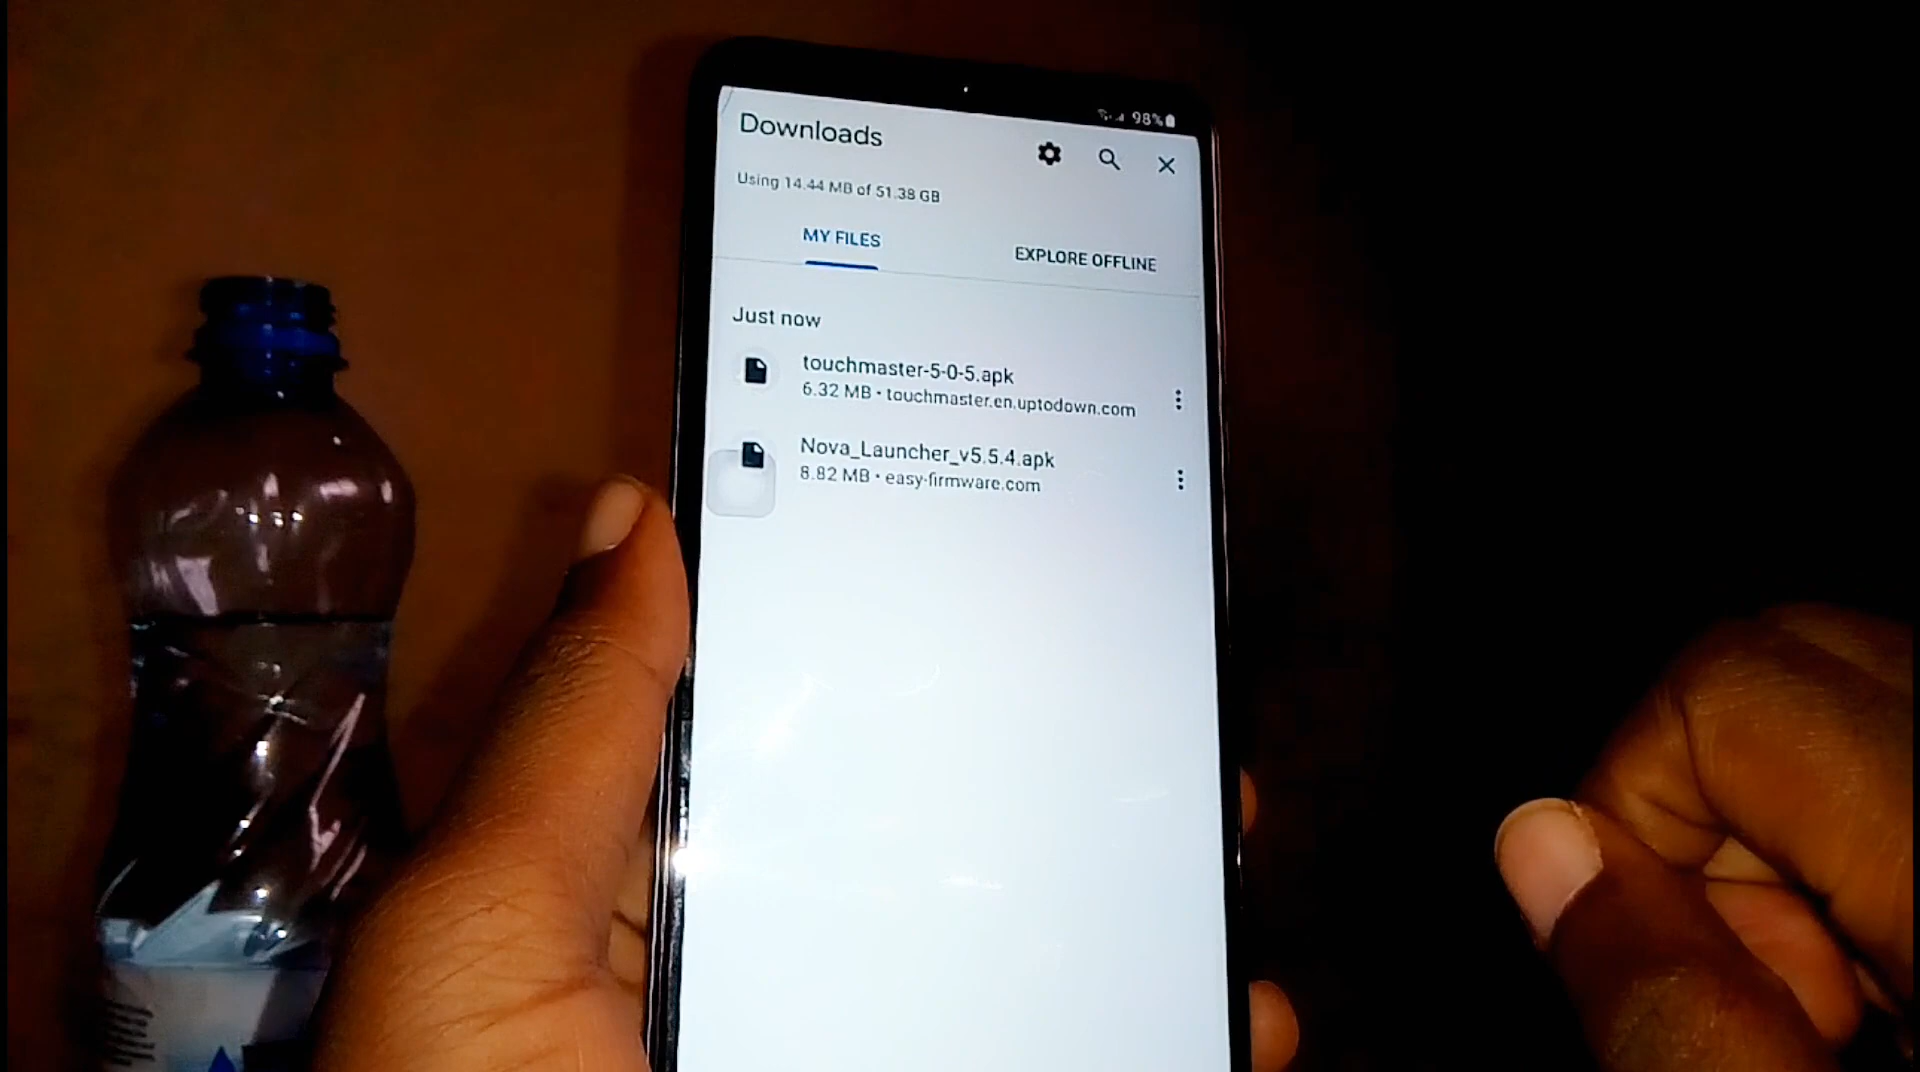 98%
Downloads
Using 14.44 MB of 51.38 GB
MY FILES
EXPLORE OFFLINE
Just now
touchmaster-5-0-5.apk
6.32 MB • touchmaster.en.uptodown.com
Nova_Launcher_v5.5.4.apk
8.82 MB • easy-firmware.com